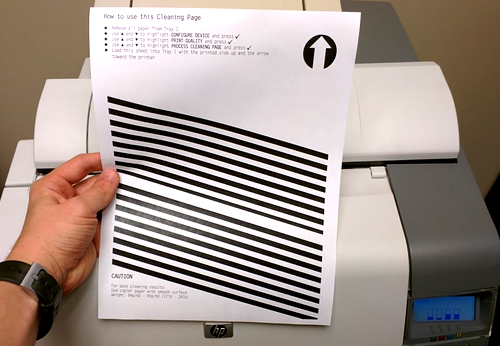 How to use this Cleaning Page
◆ Remove all paper from Tray 1
◆ Use ▲ and ▼ to highlight CONFIGURE DEVICE and press ✓
◆ Use ▲ and ▼ to highlight PRINT QUALITY and press ✓
◆ Use ▲ and ▼ to highlight PROCESS CLEANING PAGE and press ✓
◆ Load this sheet into Tray 1 with the printed side up and the arrow
toward the printer
CAUTION
For best cleaning results:
Use copier paper with smooth surface
hp